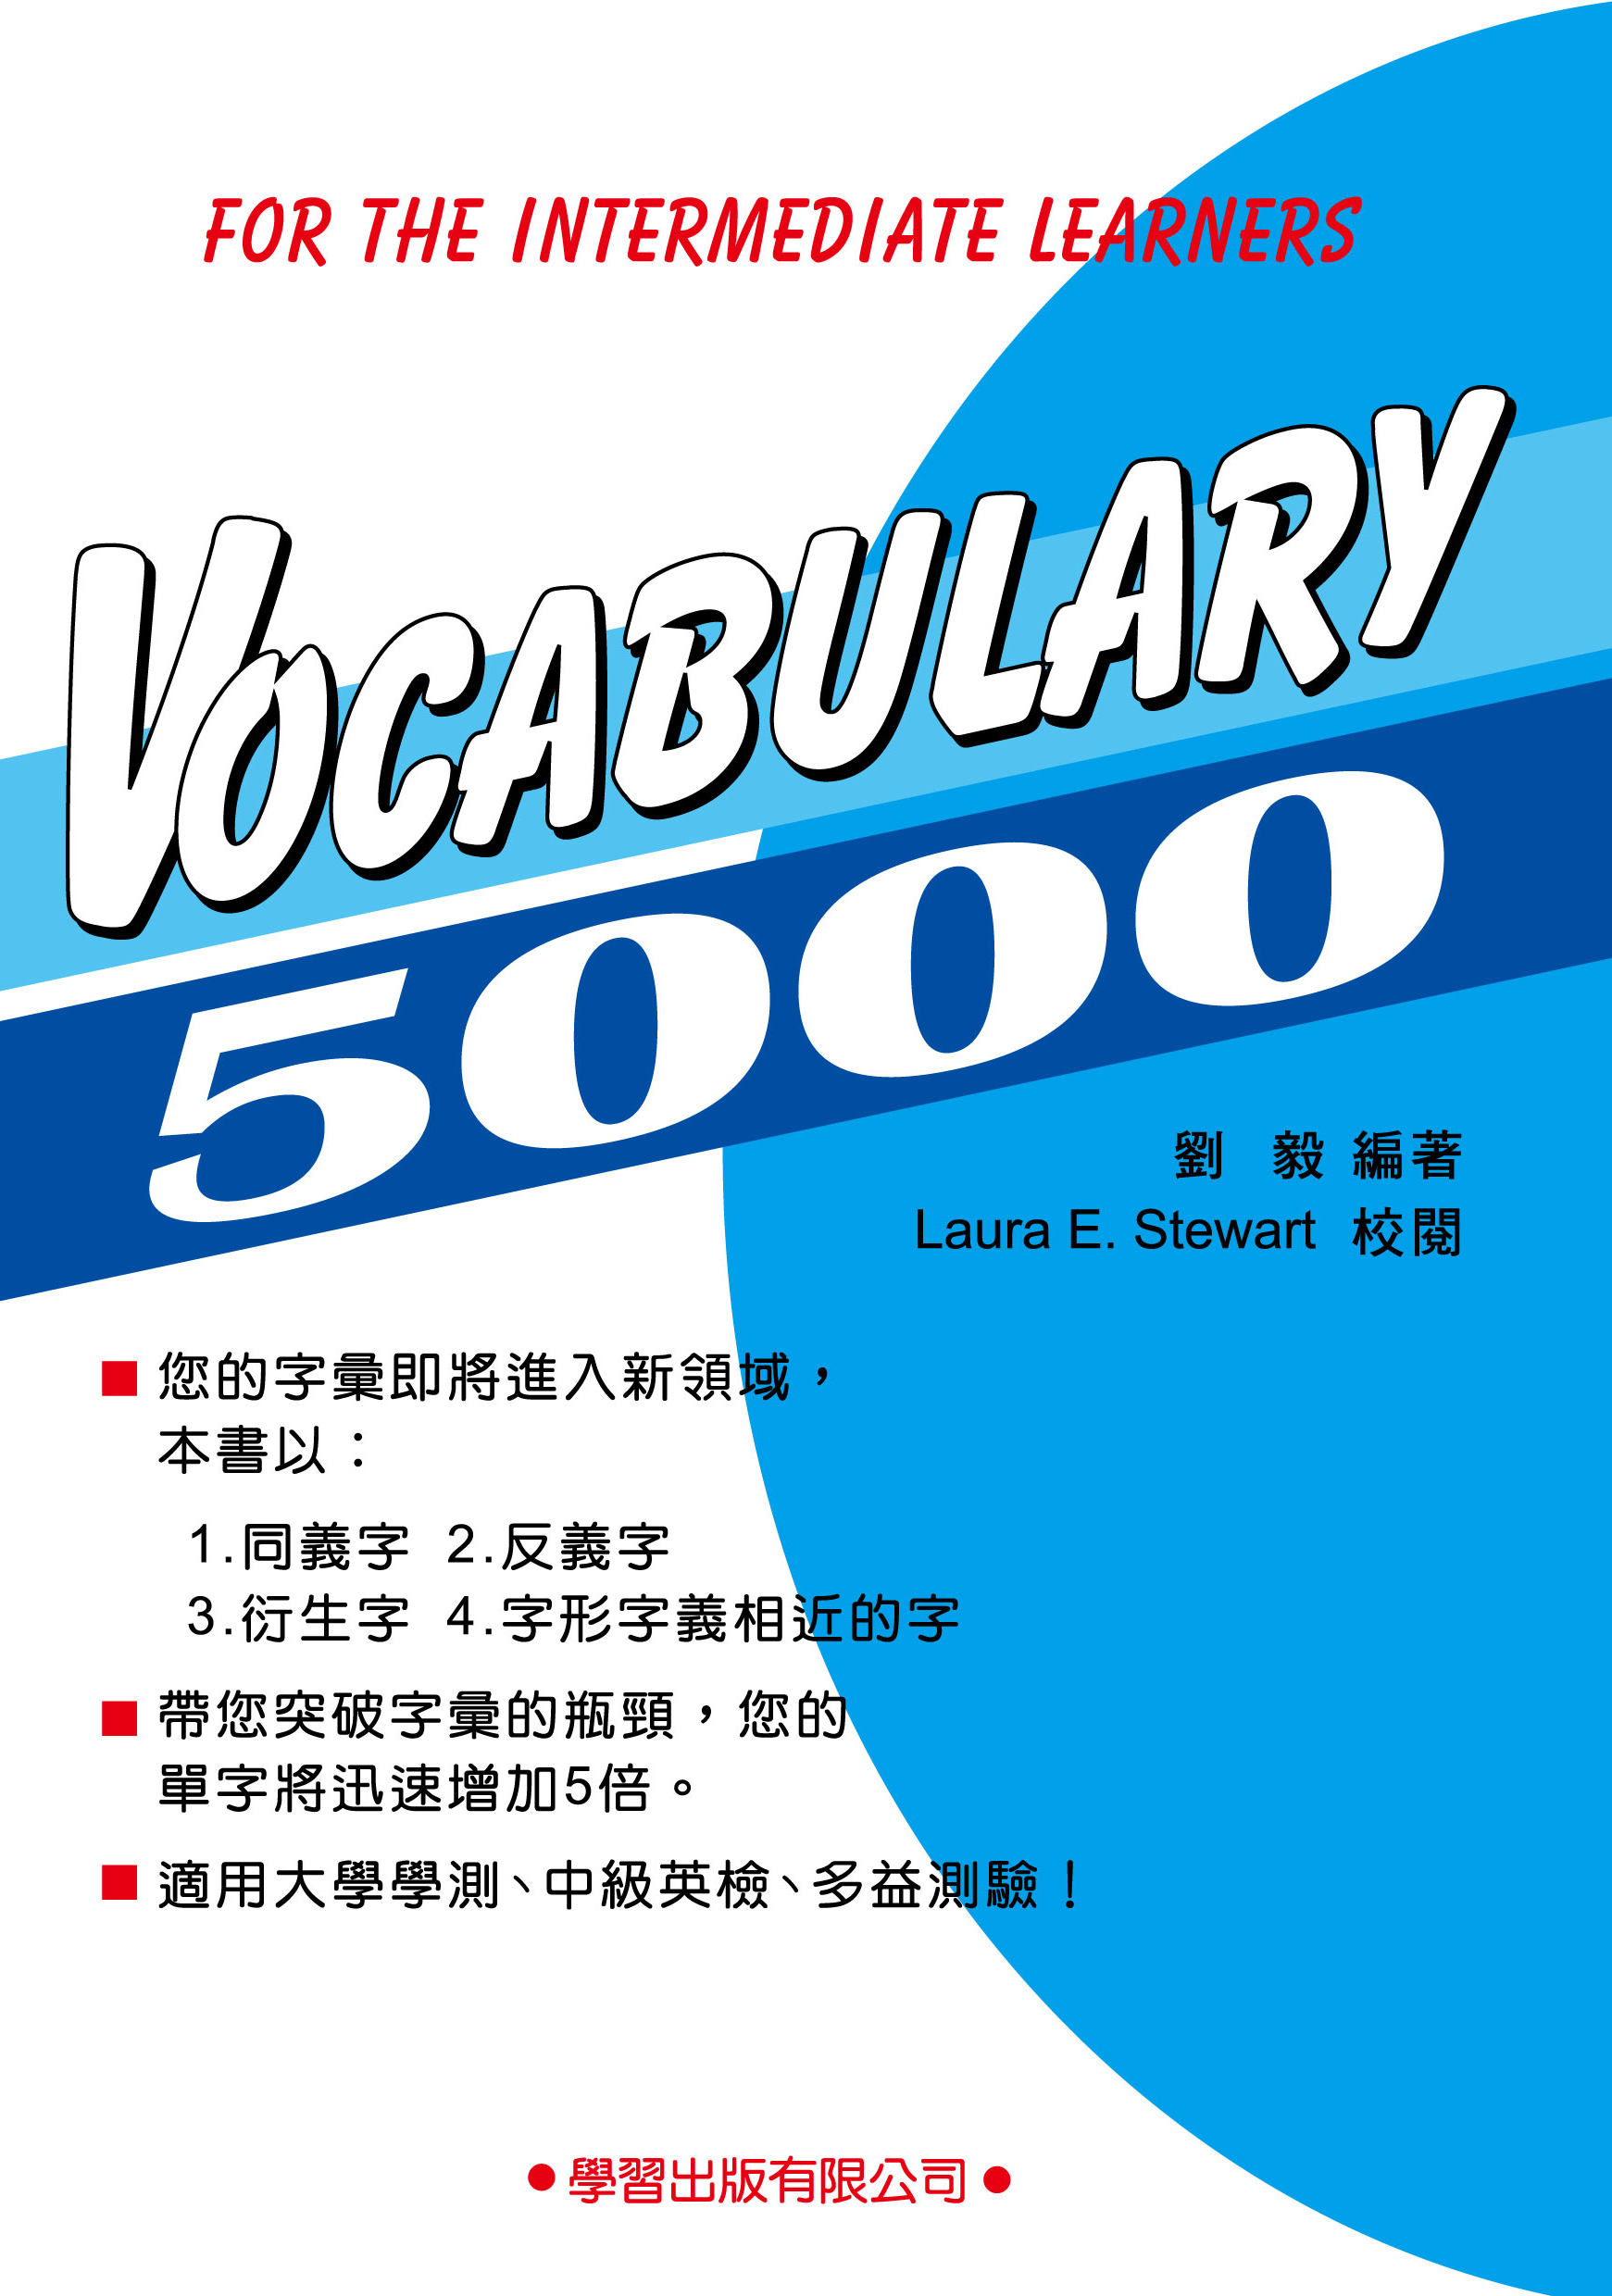 FOR THE INTERMEDIATE LEARNERS
VOCABULARY
5000
劉 毅 編著
Laura E. Stewart 校閱
■ 您的字彙即將進入新領域，
本書以：
1.同義字 2.反義字
3.衍生字 4.字形字義相近的字
■ 帶您突破字彙的瓶頸，您的
單字將迅速增加5倍。
■ 適用大學學測、中級英檢、多益測驗！
● 學習出版有限公司 ●